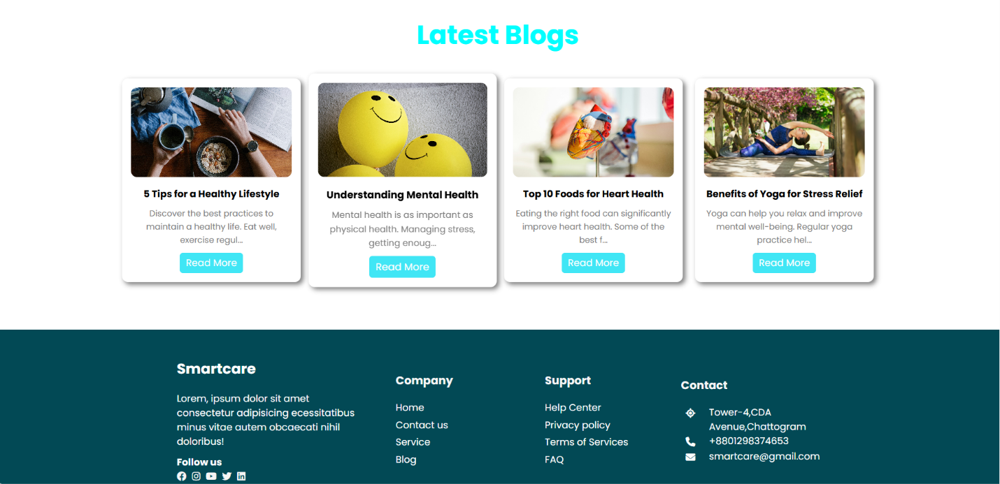 Latest Blogs
5 Tips for a Healthy Lifestyle
Discover the best practices to
maintain a healthy life. Eat well,
exercise regul...
Read More
Understanding Mental Health
Mental health is as important as
physical health. Managing stress,
getting enoug...
Read More
Top 10 Foods for Heart Health
Eating the right food can significantly
improve heart health. Some of the
best f...
Read More
Benefits of Yoga for Stress Relief
Yoga can help you relax and improve
mental well-being. Regular yoga
practice hel...
Read More
Smartcare
Lorem, ipsum dolor sit amet
consectetur adipisicing ecessitatibus
minus vitae autem obcaecati nihil
doloribus!
Follow us
Company
Home
Contact us
Service
Blog
Support
Help Center
Privacy policy
Terms of Services
FAQ
Contact
Tower-4,CDA
Avenue,Chattogram
+8801298374653
smartcare@gmail.com